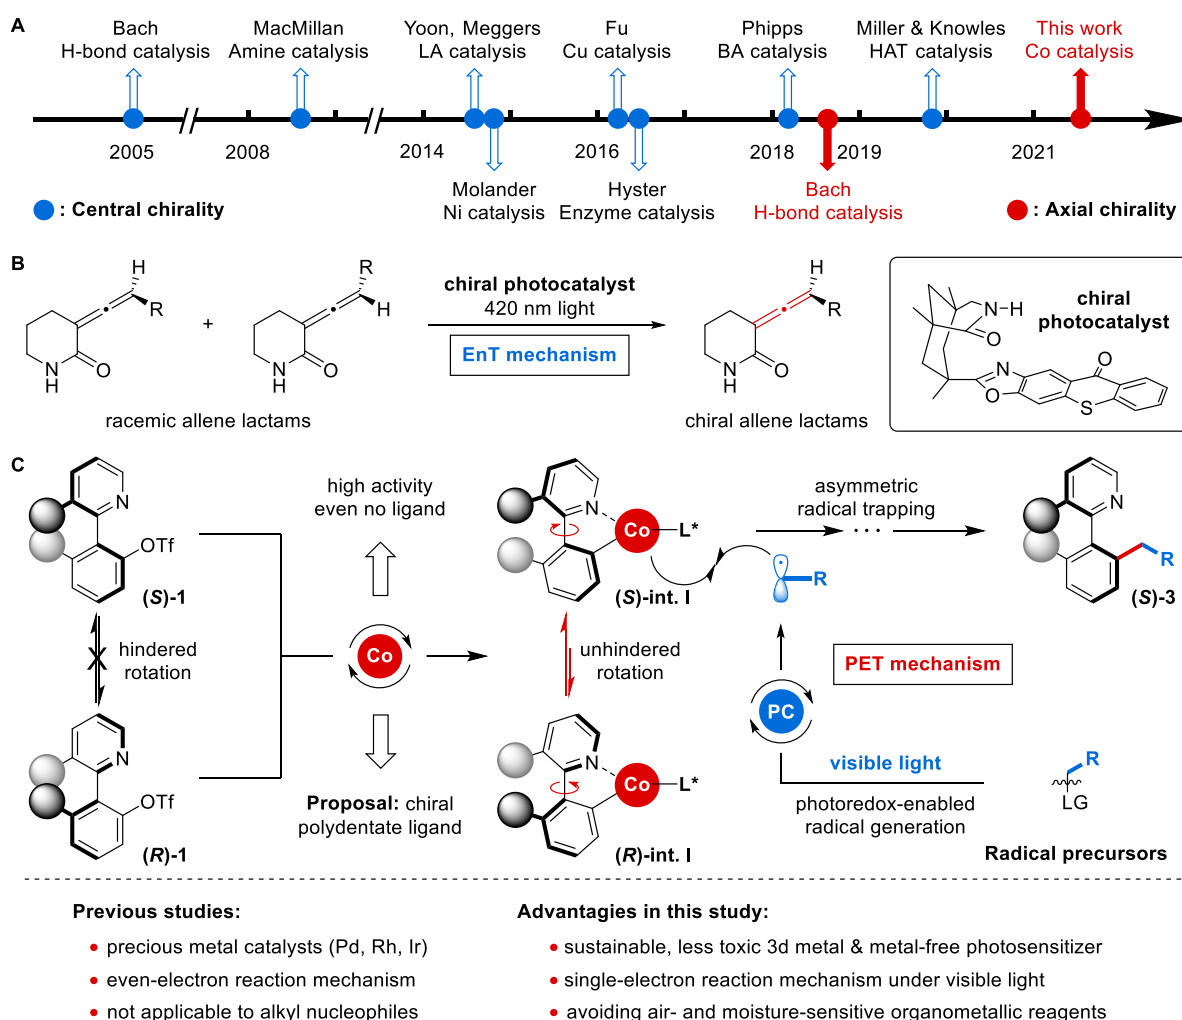 A
Bach
H-bond catalysis
MacMillan
Amine catalysis
Yoon, Meggers
LA catalysis
Fu
Cu catalysis
Phipps
BA catalysis
Miller & Knowles
HAT catalysis
This work
Co catalysis
2005
2008
2014
2016
2018
2019
2021
Molander
Ni catalysis
Hyster
Enzyme catalysis
Bach
H-bond catalysis
: Central chirality
: Axial chirality
B
H
R
N
H
O
+
R
H
N
H
O
chiral photocatalyst
420 nm light
EnT mechanism
H
R
N
H
O
racemic allene lactams
chiral allene lactams
chiral
photocatalyst
N-H
O
N
O
O
S
C
N
OTf
(S)-1
hindered
rotation
X
N
OTf
(R)-1
high activity
even no ligand
Co
Proposal: chiral
polydentate ligand
N
Co
L*
(S)-int. I
unhindered
rotation
N
Co
L*
(R)-int. I
asymmetric
radical trapping
...
R
PET mechanism
PC
visible light
photoredox-enabled
radical generation
R
LG
Radical precursors
N
R
(S)-3
Previous studies:
• precious metal catalysts (Pd, Rh, Ir)
• even-electron reaction mechanism
• not applicable to alkyl nucleophiles
Advantages in this study:
• sustainable, less toxic 3d metal & metal-free photosensitizer
• single-electron reaction mechanism under visible light
• avoiding air- and moisture-sensitive organometallic reagents